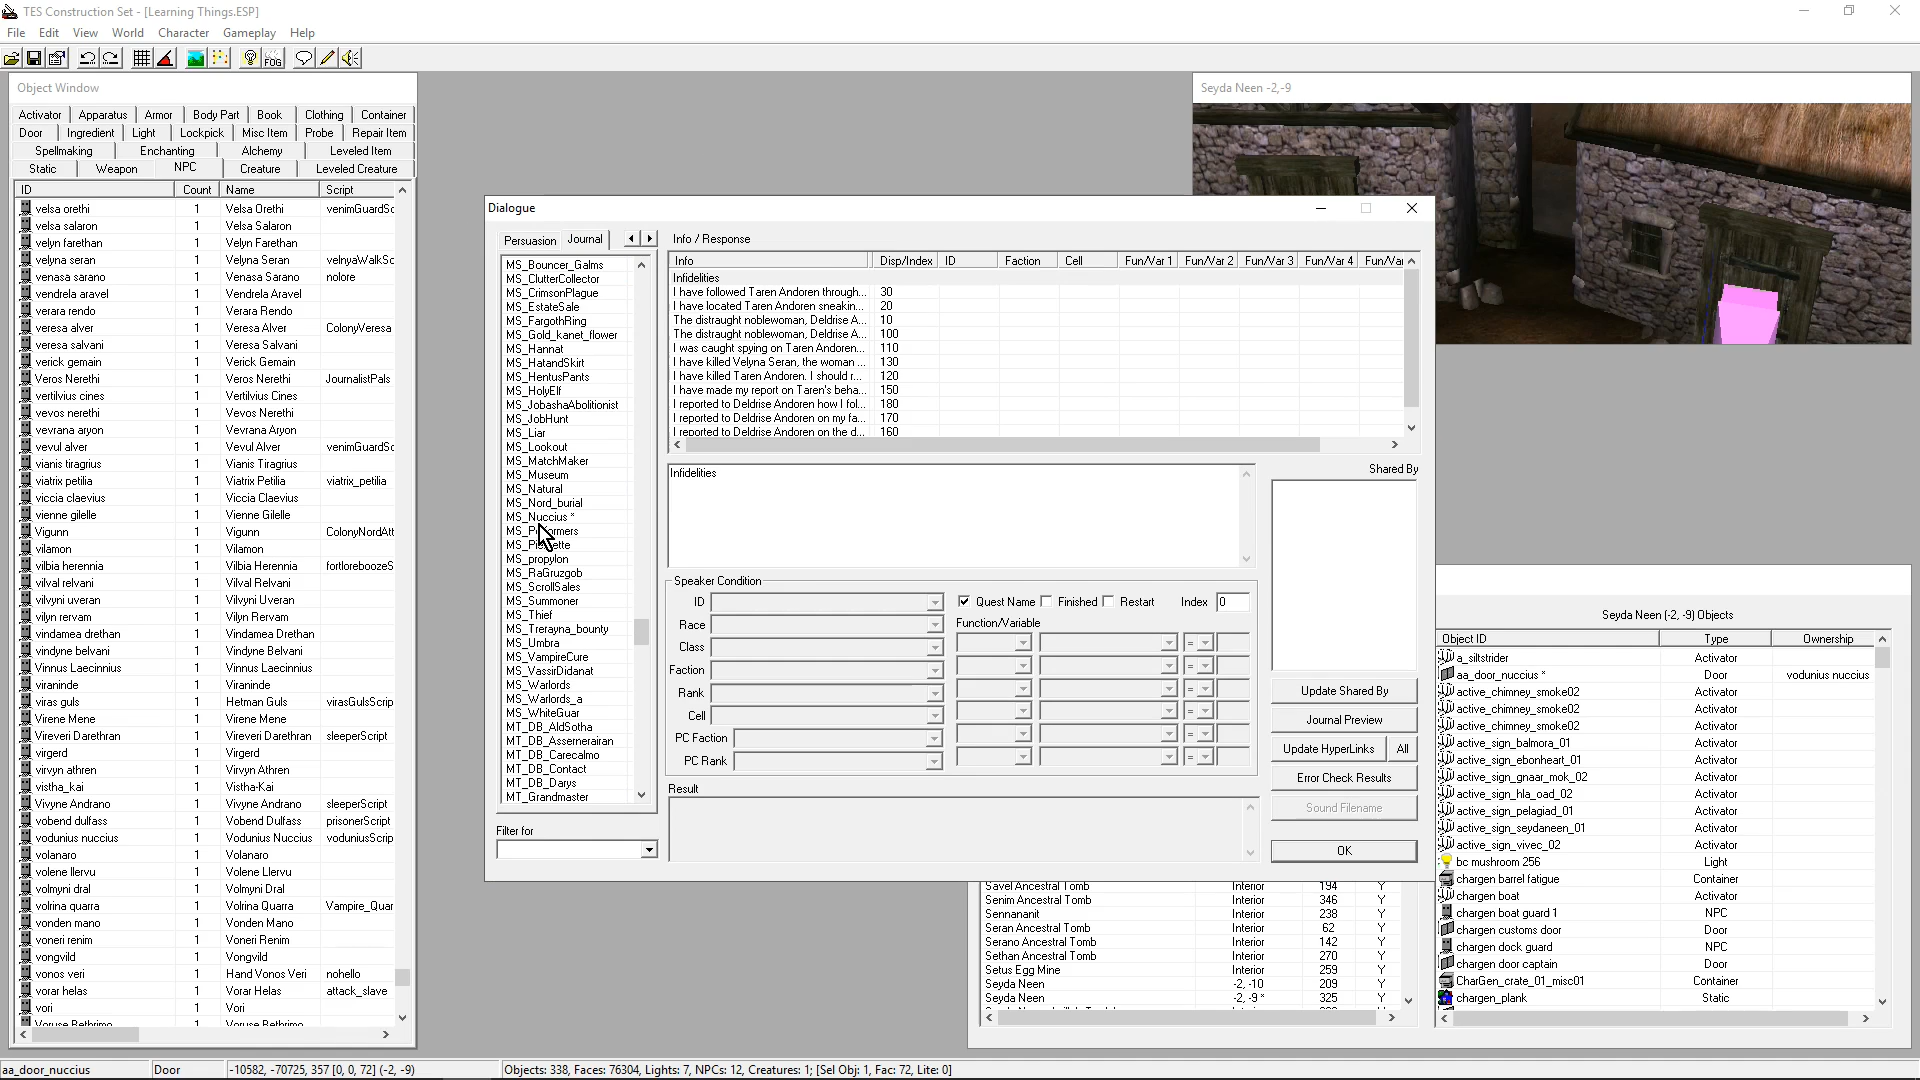 TES Construction Set - [Learning Things.ESP]
File Edit View World Character Gameplay Help
FOG
Object Window
Activator Apparatus Armor Body Part Book Clothing Container
Door Ingredient Light Lockpick Misc Item Probe Repair Item
Spellmaking Enchanting Alchemy Leveled Item
Static Weapon NPC Creature Leveled Creature
ID Count Name Script
velsa orethi 1 Velsa Orethi venimGuardSc
velsa salaron 1 Velsa Salaron
velyn farethan 1 Velyn Farethan
velyna seran 1 Velyna Seran velnyaWalkSc
venasa sarano 1 Venasa Sarano nolore
vendrela aravel 1 Vendrela Aravel
verara rendo 1 Verara Rendo
veresa alver 1 Veresa Alver ColonyVeresa
veresa salvani 1 Veresa Salvani
verick gemain 1 Verick Gemain
Veros Nerethi 1 Veros Nerethi JournalistPals
vertilvius cines 1 Vertilvius Cines
vevos nerethi 1 Vevos Nerethi
vevrana aryon 1 Vevrana Aryon
vevul alver 1 Vevul Alver venimGuardSc
vianis tiragrius 1 Vianis Tiragrius
viatrix petilia 1 Viatrix Petilia viatrix_petilia
viccia claevius 1 Viccia Claevius
vienne gilelle 1 Vienne Gilelle
Vigunn 1 Vigunn ColonyNordAtt
vilamon 1 Vilamon
vilbia herennia 1 Vilbia Herennia fortloreboozeS
vilval relvani 1 Vilval Relvani
vilvyni uveran 1 Vilvyni Uveran
vilyn rervam 1 Vilyn Rervam
vindamea drethan 1 Vindamea Drethan
vindyne belvani 1 Vindyne Belvani
Vinnus Laecinnius 1 Vinnus Laecinnius
viraninde 1 Viraninde
viras guls 1 Hetman Guls virasGulsScrip
Virene Mene 1 Virene Mene
Vireveri Darethran 1 Vireveri Darethran sleeperScript
virgerd 1 Virgerd
virvyn athren 1 Virvyn Athren
vistha_kai 1 Vistha-Kai
Vivyne Andrano 1 Vivyne Andrano sleeperScript
vobend dulfass 1 Vobend Dulfass prisonerScript
vodunius nuccius 1 Vodunius Nuccius voduniusScrip
volanaro 1 Volanaro
volene llervu 1 Volene Llervu
volmyni dral 1 Volmyni Dral
volrina quarra 1 Volrina Quarra Vampire_Quar
vonden mano 1 Vonden Mano
voneri renim 1 Voneri Renim
vongvild 1 Vongvild
vonos veri 1 Hand Vonos Veri nohello
vorar helas 1 Vorar Helas attack_slave
vori 1 Vori
Voruse Bethrimo 1 Voruse Bethrimo
Seyda Neen -2,-9
Dialogue
Persuasion Journal
MS_Bouncer_Galms
MS_ClutterCollector
MS_CrimsonPlague
MS_EstateSale
MS_FargothRing
MS_Gold_kanet_flower
MS_Hannat
MS_HatandSkirt
MS_HentusPants
MS_HolyElf
MS_JobashaAbolitionist
MS_JobHunt
MS_Liar
MS_Lookout
MS_MatchMaker
MS_Museum
MS_Natural
MS_Nord_burial
MS_Nuccius *
MS_propylon
MS_RaGruzgob
MS_ScrollSales
MS_Summoner
MS_Thief
MS_Trerayna_bounty
MS_Umbra
MS_VampireCure
MS_VassirDidanat
MS_Warlords
MS_Warlords_a
MS_WhiteGuar
MT_DB_AldSotha
MT_DB_Assernerairan
MT_DB_Carecalmo
MT_DB_Contact
MT_DB_Darys
MT_Grandmaster
Filter for
Info / Response
Info Disp/Index ID Faction Cell Fun/Var 1 Fun/Var 2 Fun/Var 3 Fun/Var 4 Fun/Var
Infidelities
I have followed Taren Andoren through... 30
I have located Taren Andoren sneakin... 20
The distraught noblewoman, Deldrise A... 10
The distraught noblewoman, Deldrise A... 100
I was caught spying on Taren Andoren... 110
I have killed Velyna Seran, the woman ... 130
I have killed Taren Andoren. I should r... 120
I have made my report on Taren's beha... 150
I reported to Deldrise Andoren how I fol... 180
I reported to Deldrise Andoren on my fa... 170
I reported to Deldrise Andoren on the d... 160
Infidelities
Shared By
Speaker Condition
ID
Race
Class
Faction
Rank
Cell
PC Faction
PC Rank
Quest Name Finished Restart Index 0
Function/Variable
=
=
=
=
=
=
Result
Update Shared By
Journal Preview
Update HyperLinks All
Error Check Results
Sound Filename
OK
Savel Ancestral Tomb Interior 194 Y
Senim Ancestral Tomb Interior 346 Y
Sennananit Interior 238 Y
Seran Ancestral Tomb Interior 62 Y
Serano Ancestral Tomb Interior 142 Y
Sethan Ancestral Tomb Interior 270 Y
Setus Egg Mine Interior 259 Y
Seyda Neen -2, -10 209 Y
Seyda Neen -2, -9 * 325 Y
Seyda Neen (-2, -9) Objects
Object ID Type Ownership
a_siltstrider Activator
aa_door_nuccius * Door vodunius nuccius
active_chimney_smoke02 Activator
active_chimney_smoke02 Activator
active_chimney_smoke02 Activator
active_sign_balmora_01 Activator
active_sign_ebonheart_01 Activator
active_sign_gnaar_mok_02 Activator
active_sign_hla_oad_02 Activator
active_sign_pelagiad_01 Activator
active_sign_seydaneen_01 Activator
active_sign_vivec_02 Activator
bc mushroom 256 Light
chargen barrel fatigue Container
chargen boat Activator
chargen boat guard 1 NPC
chargen customs door Door
chargen dock guard NPC
chargen door captain Door
CharGen_crate_01_misc01 Container
chargen_plank Static
aa_door_nuccius Door -10582, -70725, 357 [0, 0, 72] (-2, -9) Objects: 338, Faces: 76304, Lights: 7, NPCs: 12, Creatures: 1; [Sel Obj: 1, Fac: 72, Lite: 0]